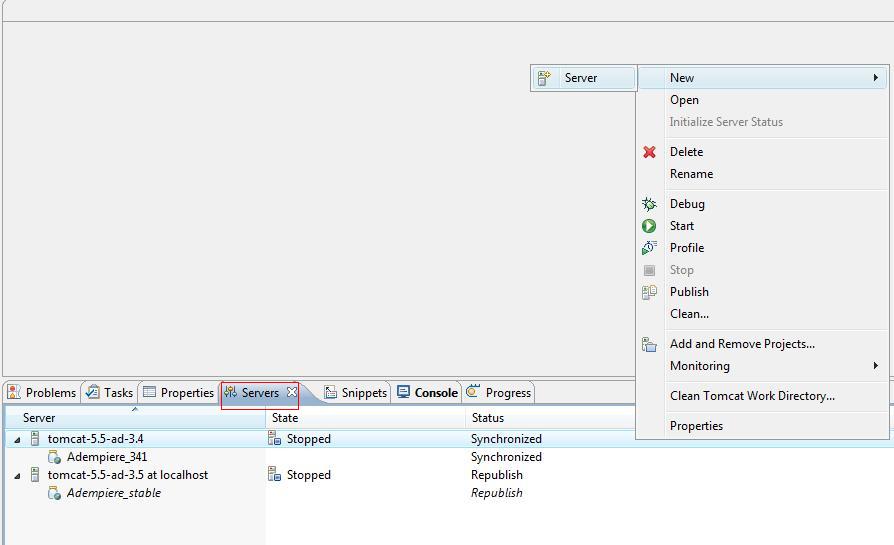 Server
New
Open
Initialize Server Status
Delete
Rename
Debug
Start
Profile
Stop
Publish
Clean...
Add and Remove Projects...
Monitoring
Clean Tomcat Work Directory...
Properties
Problems Tasks Properties Servers Snippets Console Progress
Server State Status
tomcat-5.5-ad-3.4 Stopped Synchronized
Adempiere_341 Synchronized
tomcat-5.5-ad-3.5 at localhost Stopped Republish
Adempiere_stable Republish